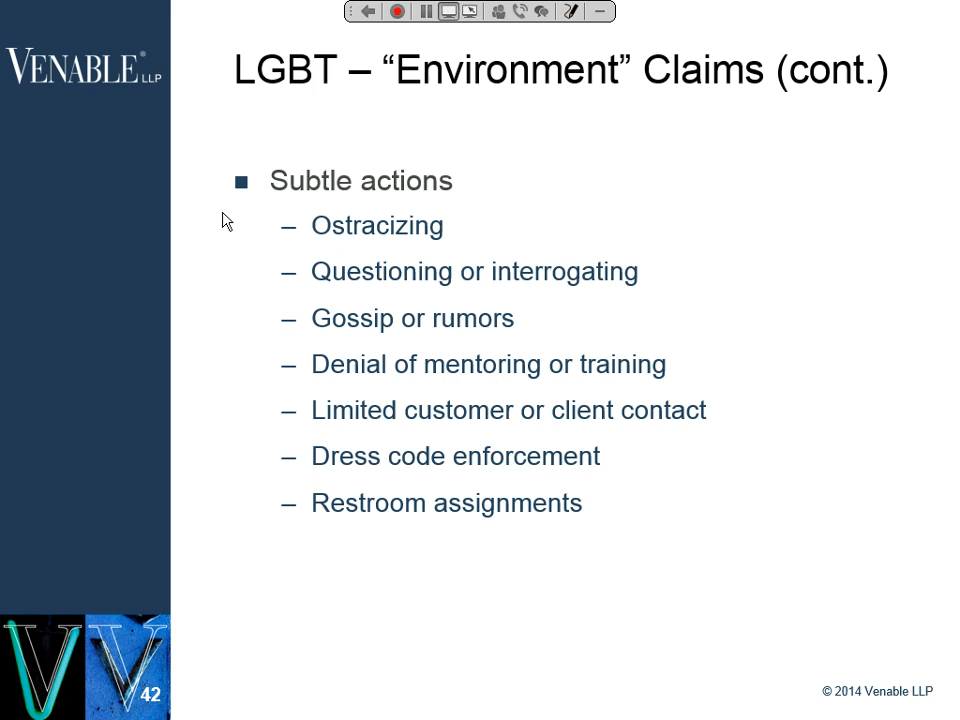 VENABLE® LLP
LGBT – “Environment” Claims (cont.)
■ Subtle actions
– Ostracizing
– Questioning or interrogating
– Gossip or rumors
– Denial of mentoring or training
– Limited customer or client contact
– Dress code enforcement
– Restroom assignments
42
© 2014 Venable LLP